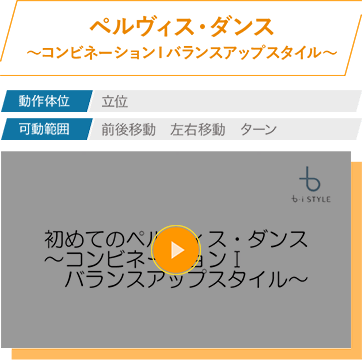 ペルヴィス・ダンス
～コンビネーションⅠバランスアップスタイル～
動作体位 立位
可動範囲 前後移動 左右移動 ターン
b-i STYLE
初めてのペルヴィス・ダンス
～コンビネーションⅠ
バランスアップスタイル～